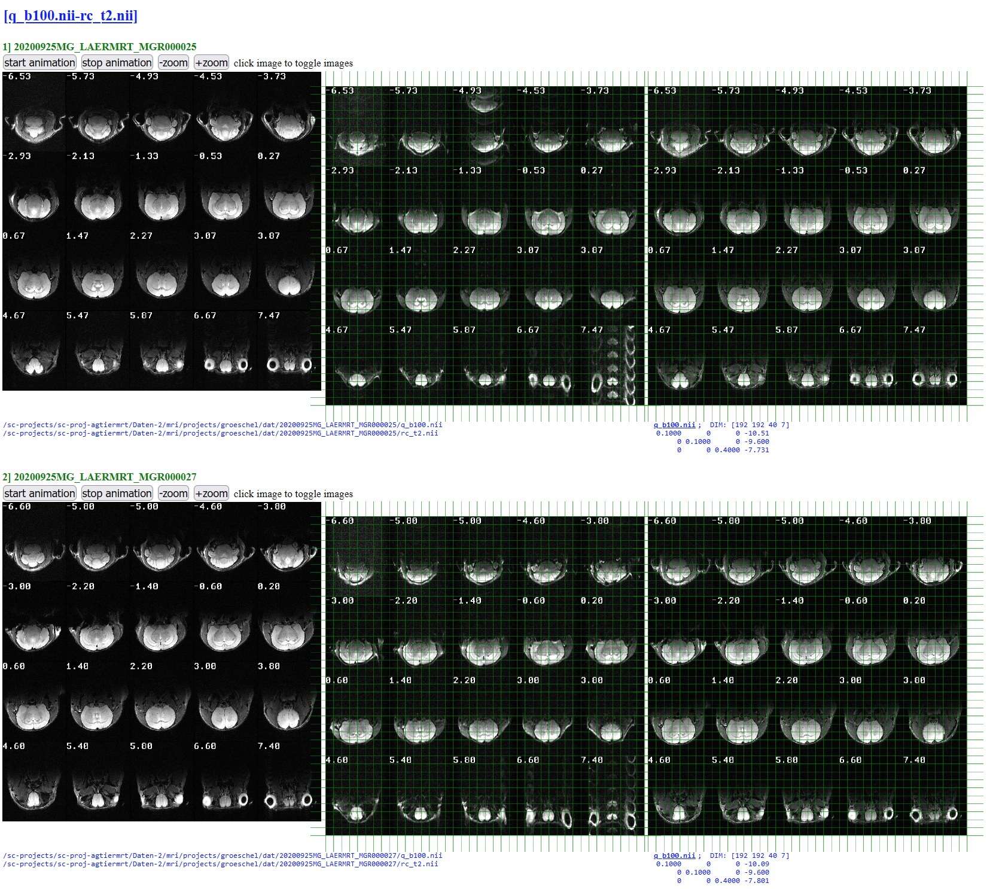 [q_b100.nii-rc_t2.nii]
1] 20200925MG_LAERMRT_MGR000025
start animation stop animation -zoom +zoom click image to toggle images
-6.53 -5.73 -4.93 -4.53 -3.73
-2.93 -2.13 -1.33 -0.53 0.27
0.67 1.47 2.27 3.07 3.87
4.67 5.47 5.87 6.67 7.47
-6.53 -5.73 -4.93 -4.53 -3.73
-2.93 -2.13 -1.33 -0.53 0.27
0.67 1.47 2.27 3.07 3.87
4.67 5.47 5.87 6.67 7.47
-6.53 -5.73 -4.93 -4.53 -3.73
-2.93 -2.13 -1.33 -0.53 0.27
0.67 1.47 2.27 3.07 3.87
4.67 5.47 5.87 6.67 7.47
/sc-projects/sc-proj-agtiermrt/Daten-2/mri/projects/groeschel/dat/20200925MG_LAERMRT_MGR000025/q_b100.nii
/sc-projects/sc-proj-agtiermrt/Daten-2/mri/projects/groeschel/dat/20200925MG_LAERMRT_MGR000025/rc_t2.nii
q_b100.nii; DIM: [192 192 40 7]
0.1000 0 0 -10.51
0 0.1000 0 -9.600
0 0 0.4000 -7.731
2] 20200925MG_LAERMRT_MGR000027
start animation stop animation -zoom +zoom click image to toggle images
-6.60 -5.80 -5.00 -4.60 -3.80
-3.00 -2.20 -1.40 -0.60 0.20
0.60 1.40 2.20 3.00 3.80
4.60 5.40 5.80 6.60 7.40
-6.60 -5.80 -5.00 -4.60 -3.80
-3.00 -2.20 -1.40 -0.60 0.20
0.60 1.40 2.20 3.00 3.80
4.60 5.40 5.80 6.60 7.40
-6.60 -5.80 -5.00 -4.60 -3.80
-3.00 -2.20 -1.40 -0.60 0.20
0.60 1.40 2.20 3.00 3.80
4.60 5.40 5.80 6.60 7.40
/sc-projects/sc-proj-agtiermrt/Daten-2/mri/projects/groeschel/dat/20200925MG_LAERMRT_MGR000027/q_b100.nii
/sc-projects/sc-proj-agtiermrt/Daten-2/mri/projects/groeschel/dat/20200925MG_LAERMRT_MGR000027/rc_t2.nii
q_b100.nii; DIM: [192 192 40 7]
0.1000 0 0 -10.09
0 0.1000 0 -9.600
0 0 0.4000 -7.801